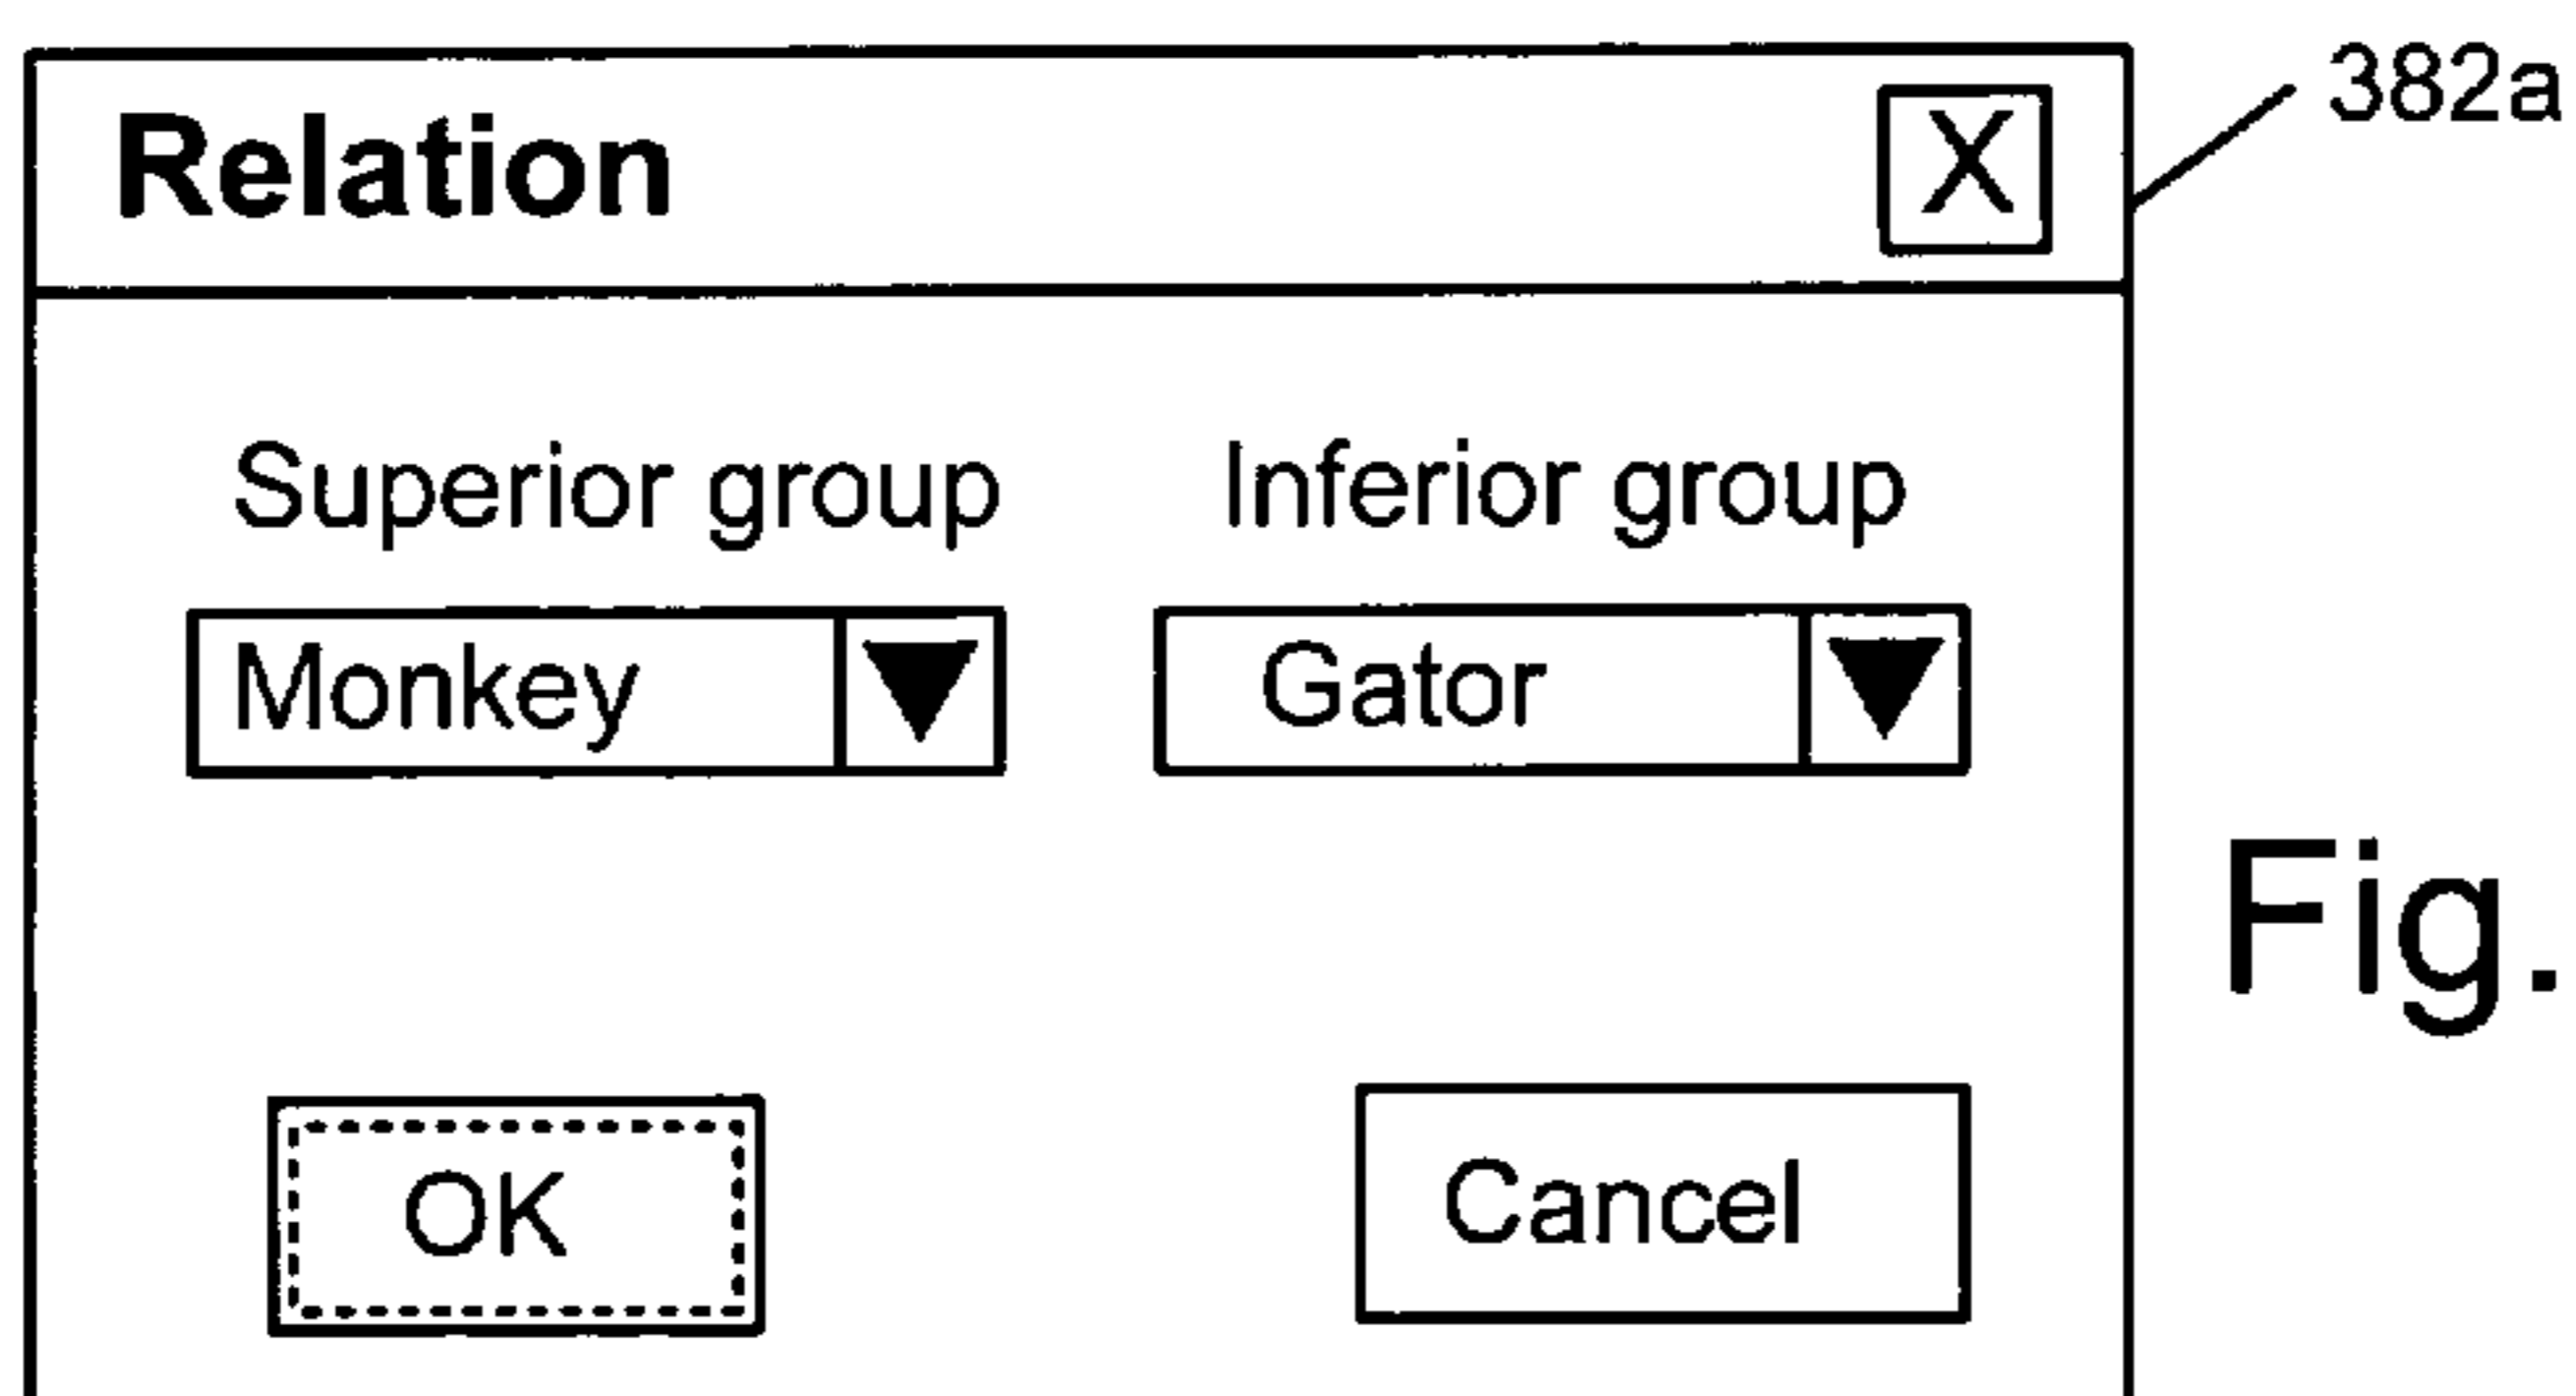 382a
Relation X
Superior group Inferior group
Monkey Gator
Fig.
OK Cancel